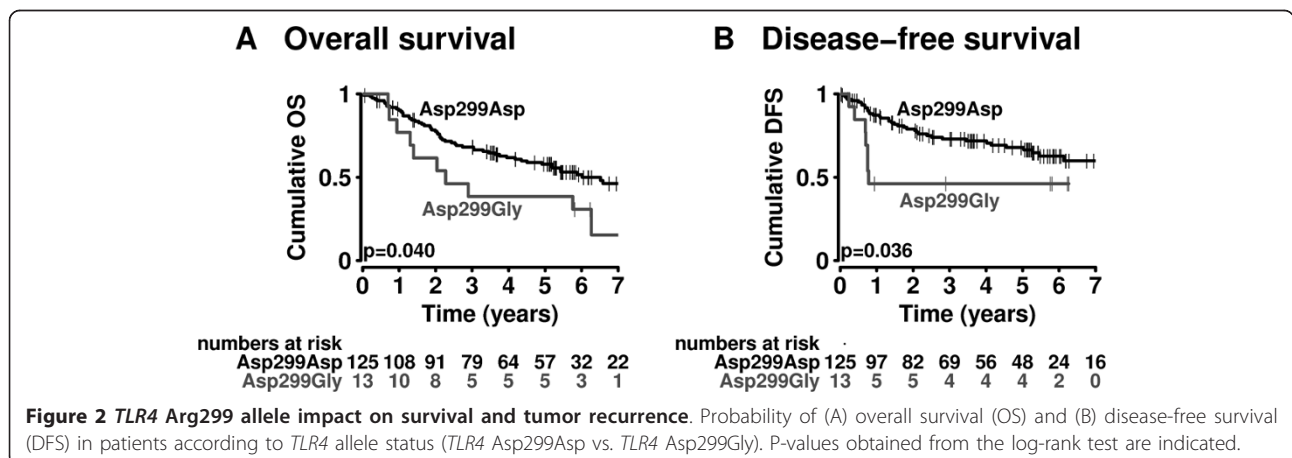 A Overall survival
B Disease–free survival
Cumulative OS
1
0.5
0
Asp299Asp
Asp299Gly
p=0.040
0 1 2 3 4 5 6 7
Time (years)
numbers at risk
Asp299Asp 125 108 91 79 64 57 32 22
Asp299Gly 13 10 8 5 5 5 3 1
Cumulative DFS
1
0.5
0
Asp299Asp
Asp299Gly
p=0.036
0 1 2 3 4 5 6 7
Time (years)
numbers at risk
Asp299Asp 125 97 82 69 56 48 24 16
Asp299Gly 13 5 5 4 4 4 2 0
Figure 2 TLR4 Arg299 allele impact on survival and tumor recurrence. Probability of (A) overall survival (OS) and (B) disease-free survival
(DFS) in patients according to TLR4 allele status (TLR4 Asp299Asp vs. TLR4 Asp299Gly). P-values obtained from the log-rank test are indicated.